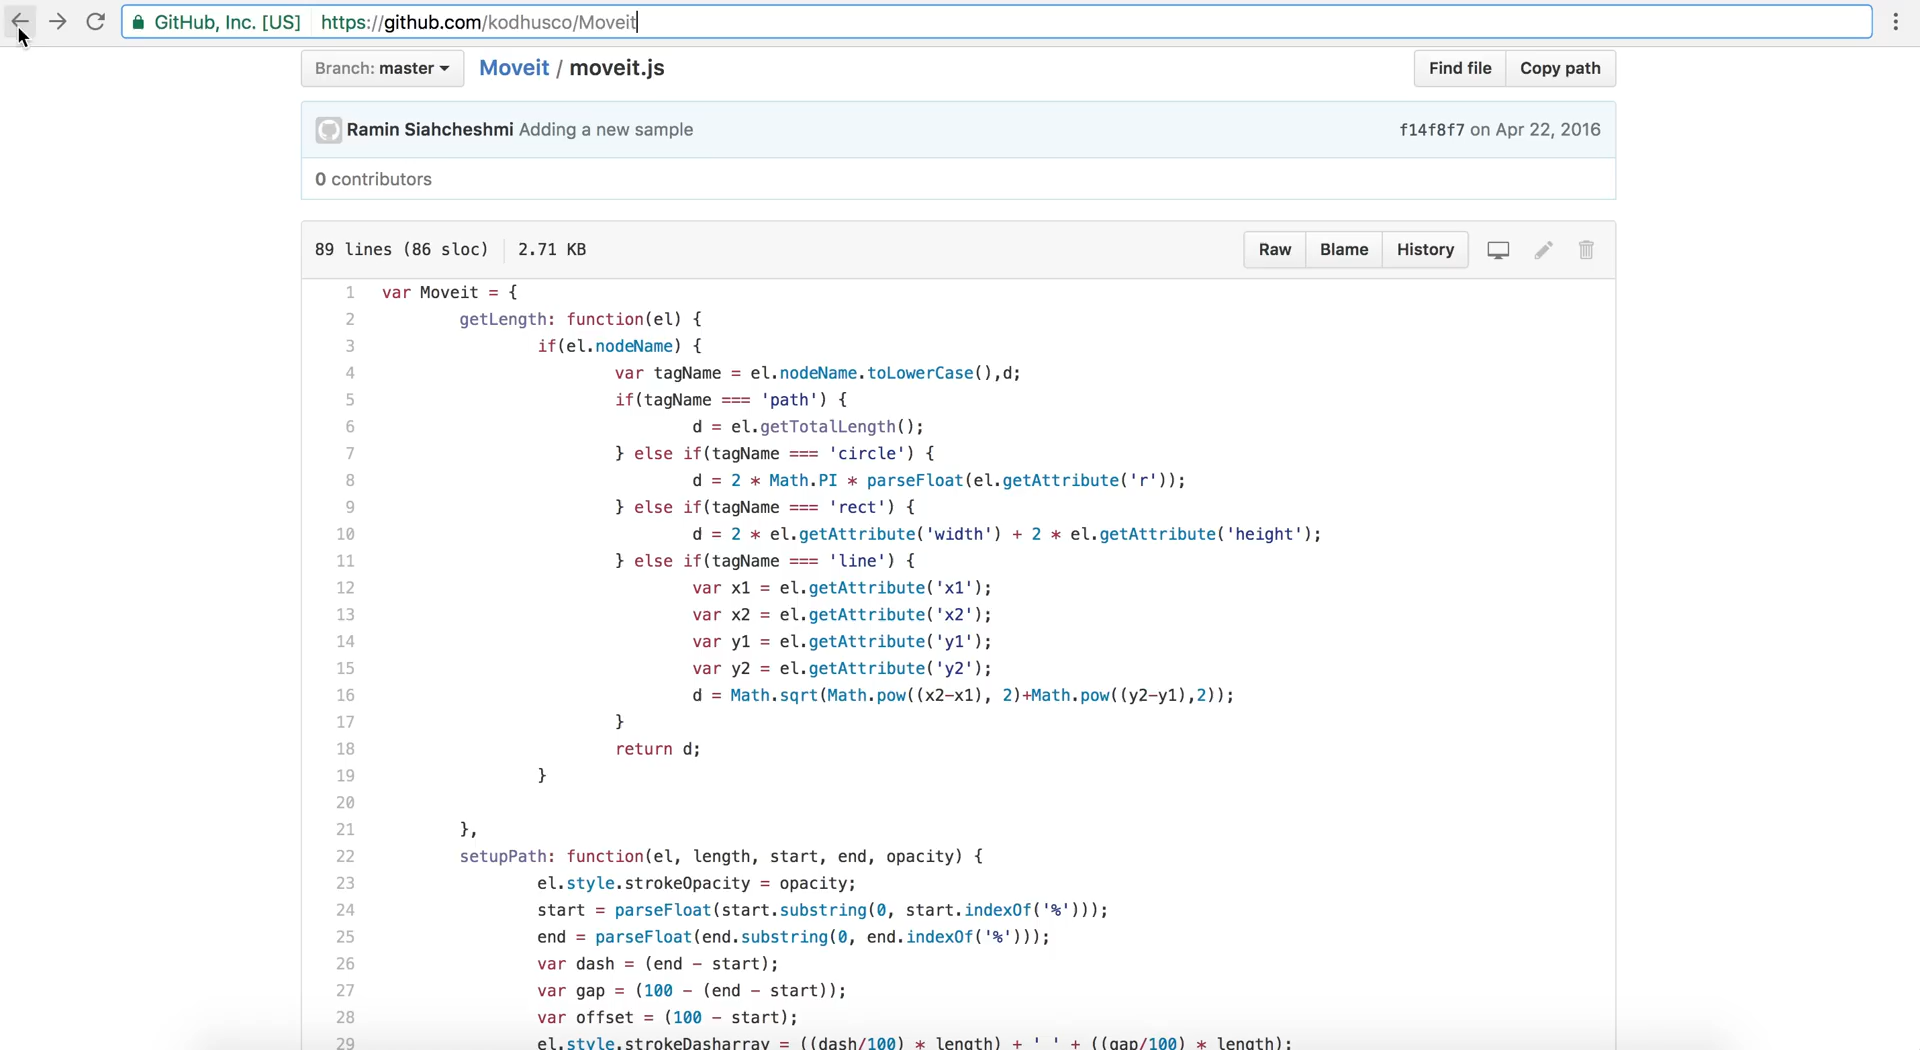 GitHub, Inc. [US] https://github.com/kodhusco/Moveit
Branch: master Moveit / moveit.js Find file Copy path
Ramin Siahcheshmi Adding a new sample f14f8f7 on Apr 22, 2016
0 contributors
89 lines (86 sloc) 2.71 KB Raw Blame History
1 var Moveit = {
2 getLength: function(el) {
3 if(el.nodeName) {
4 var tagName = el.nodeName.toLowerCase(),d;
5 if(tagName === 'path') {
6 d = el.getTotalLength();
7 } else if(tagName === 'circle') {
8 d = 2 * Math.PI * parseFloat(el.getAttribute('r'));
9 } else if(tagName === 'rect') {
10 d = 2 * el.getAttribute('width') + 2 * el.getAttribute('height');
11 } else if(tagName === 'line') {
12 var x1 = el.getAttribute('x1');
13 var x2 = el.getAttribute('x2');
14 var y1 = el.getAttribute('y1');
15 var y2 = el.getAttribute('y2');
16 d = Math.sqrt(Math.pow((x2-x1), 2)+Math.pow((y2-y1),2));
17 }
18 return d;
19 }
20
21 },
22 setupPath: function(el, length, start, end, opacity) {
23 el.style.strokeOpacity = opacity;
24 start = parseFloat(start.substring(0, start.indexOf('%')));
25 end = parseFloat(end.substring(0, end.indexOf('%')));
26 var dash = (end - start);
27 var gap = (100 - (end - start));
28 var offset = (100 - start);
29 el.style.strokeDasharray = ((dash/100) * length) + ' ' + ((gap/100) * length);